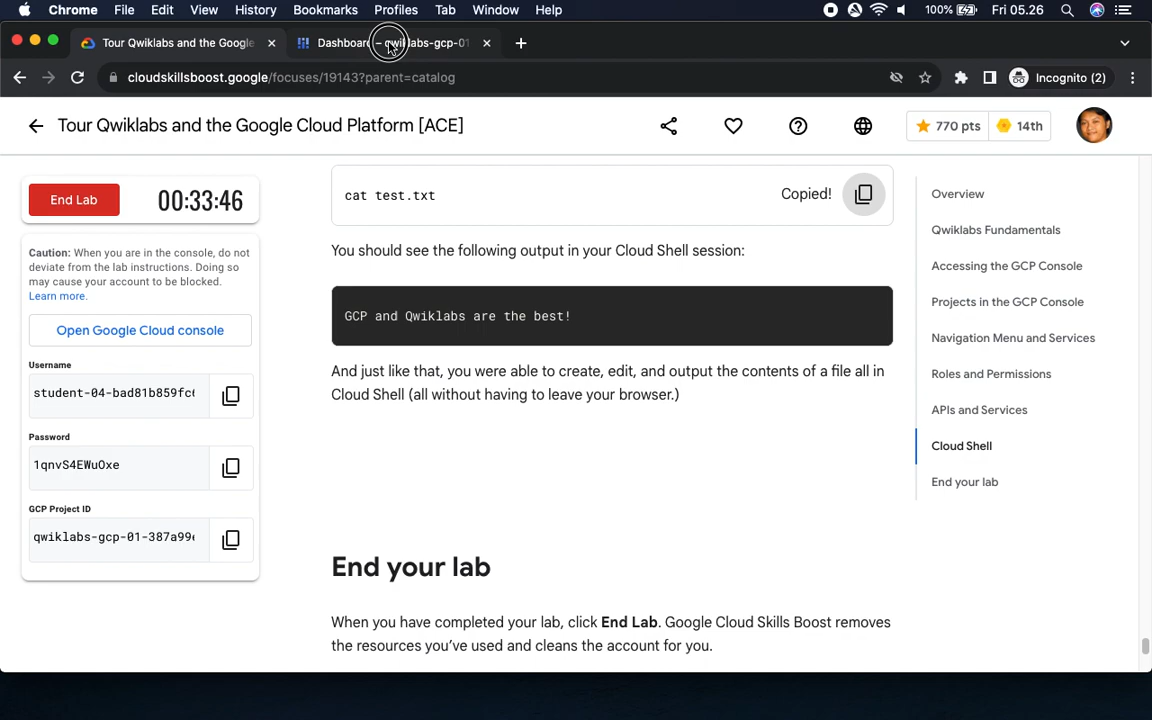 Chrome File Edit View History Bookmarks Profiles Tab Window Help 100% Fri 05.26
Tour Qwiklabs and the Google Dashboard – qwiklabs-gcp-01
cloudskillsboost.google/focuses/19143?parent=catalog Incognito (2)
Tour Qwiklabs and the Google Cloud Platform [ACE] 770 pts 14th
End Lab 00:33:46
Caution: When you are in the console, do not
deviate from the lab instructions. Doing so
may cause your account to be blocked.
Learn more.
Open Google Cloud console
Username
student-04-bad81b859fc
Password
1qnvS4EWuOxe
GCP Project ID
qwiklabs-gcp-01-387a99
cat test.txt Copied!
You should see the following output in your Cloud Shell session:
GCP and Qwiklabs are the best!
And just like that, you were able to create, edit, and output the contents of a file all in
Cloud Shell (all without having to leave your browser.)
End your lab
When you have completed your lab, click End Lab. Google Cloud Skills Boost removes
the resources you've used and cleans the account for you.
Overview
Qwiklabs Fundamentals
Accessing the GCP Console
Projects in the GCP Console
Navigation Menu and Services
Roles and Permissions
APIs and Services
Cloud Shell
End your lab